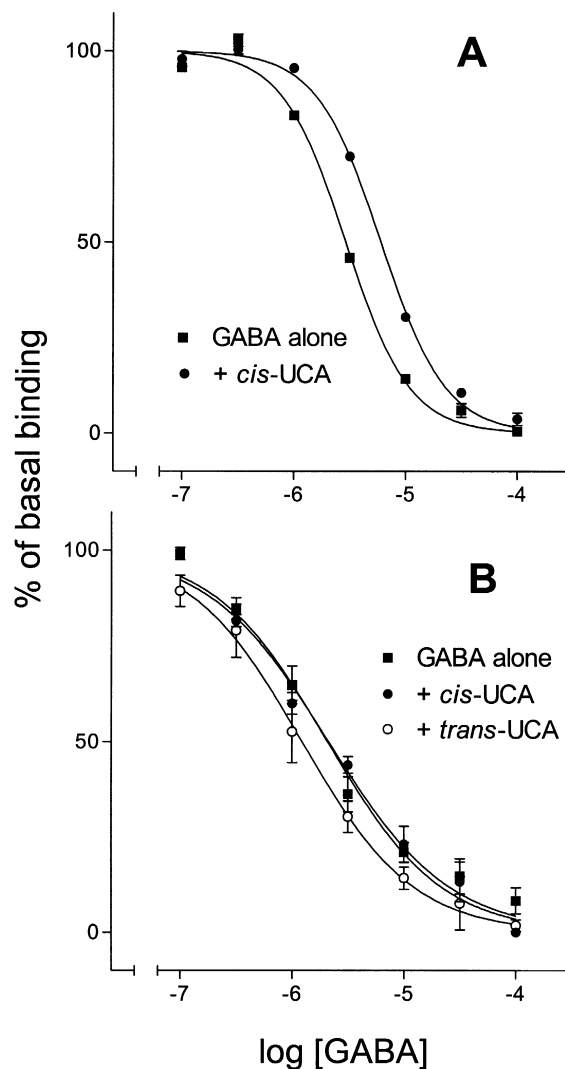 A
100
50
0
GABA alone
+ cis-UCA
-7 -6 -5 -4
% of basal binding
B
100
50
0
GABA alone
+ cis-UCA
+ trans-UCA
-7 -6 -5 -4
log [GABA]